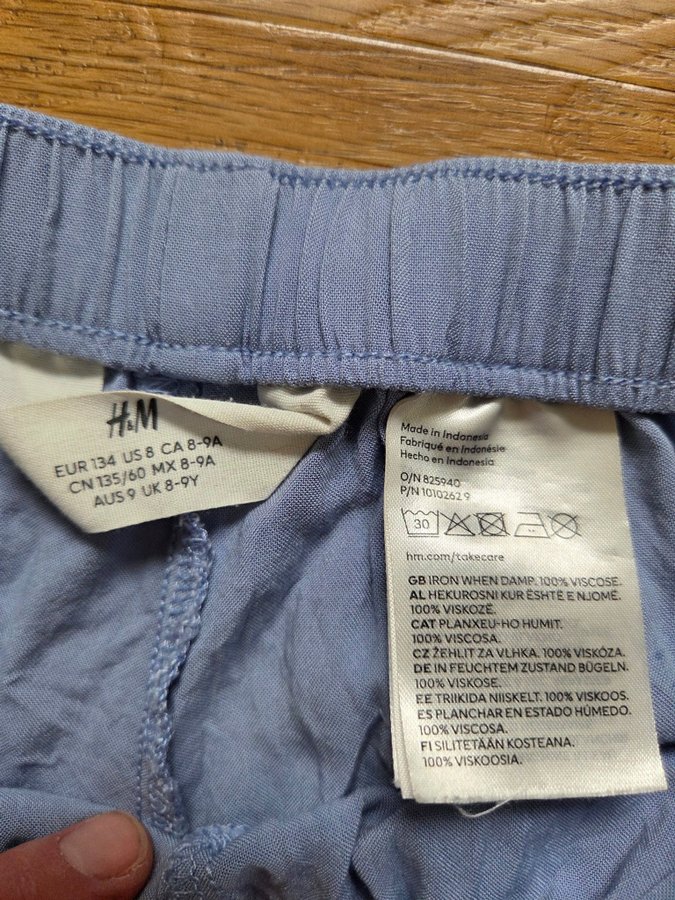 H&M
EUR 134 US 8 CA 8-9A
CN 135/60 MX 8-9A
AUS 9 UK 8-9Y
Made in Indonesia
Fabriqué en Indonésie
Hecho en Indonesia
O/N 825940
P/N 1010262 9
30
hm.com/takecare
GB IRON WHEN DAMP. 100% VISCOSE.
AL HEKUROSNI KUR ËSHTË E NJOMË.
100% VISKOZË.
CAT PLANXEU-HO HUMIT.
100% VISCOSA.
CZ ŽEHLIT ZA VLHKA. 100% VISKÓZA.
DE IN FEUCHTEM ZUSTAND BÜGELN.
100% VISKOSE.
EE TRIIKIDA NIISKELT. 100% VISKOOS.
ES PLANCHAR EN ESTADO HÚMEDO.
100% VISCOSA.
FI SILITETÄÄN KOSTEANA.
100% VISKOOSIA.